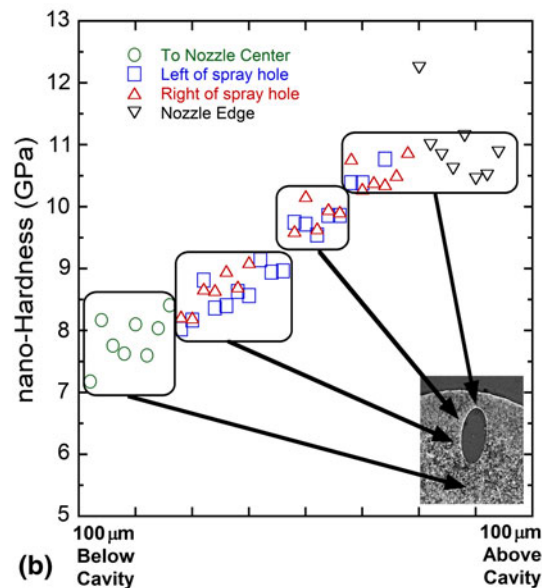 13
12
11
10
9
8
7
6
5
nano-Hardness (GPa)
To Nozzle Center
Left of spray hole
Right of spray hole
Nozzle Edge
100 μm
Below
Cavity
100 μm
Above
Cavity
(b)